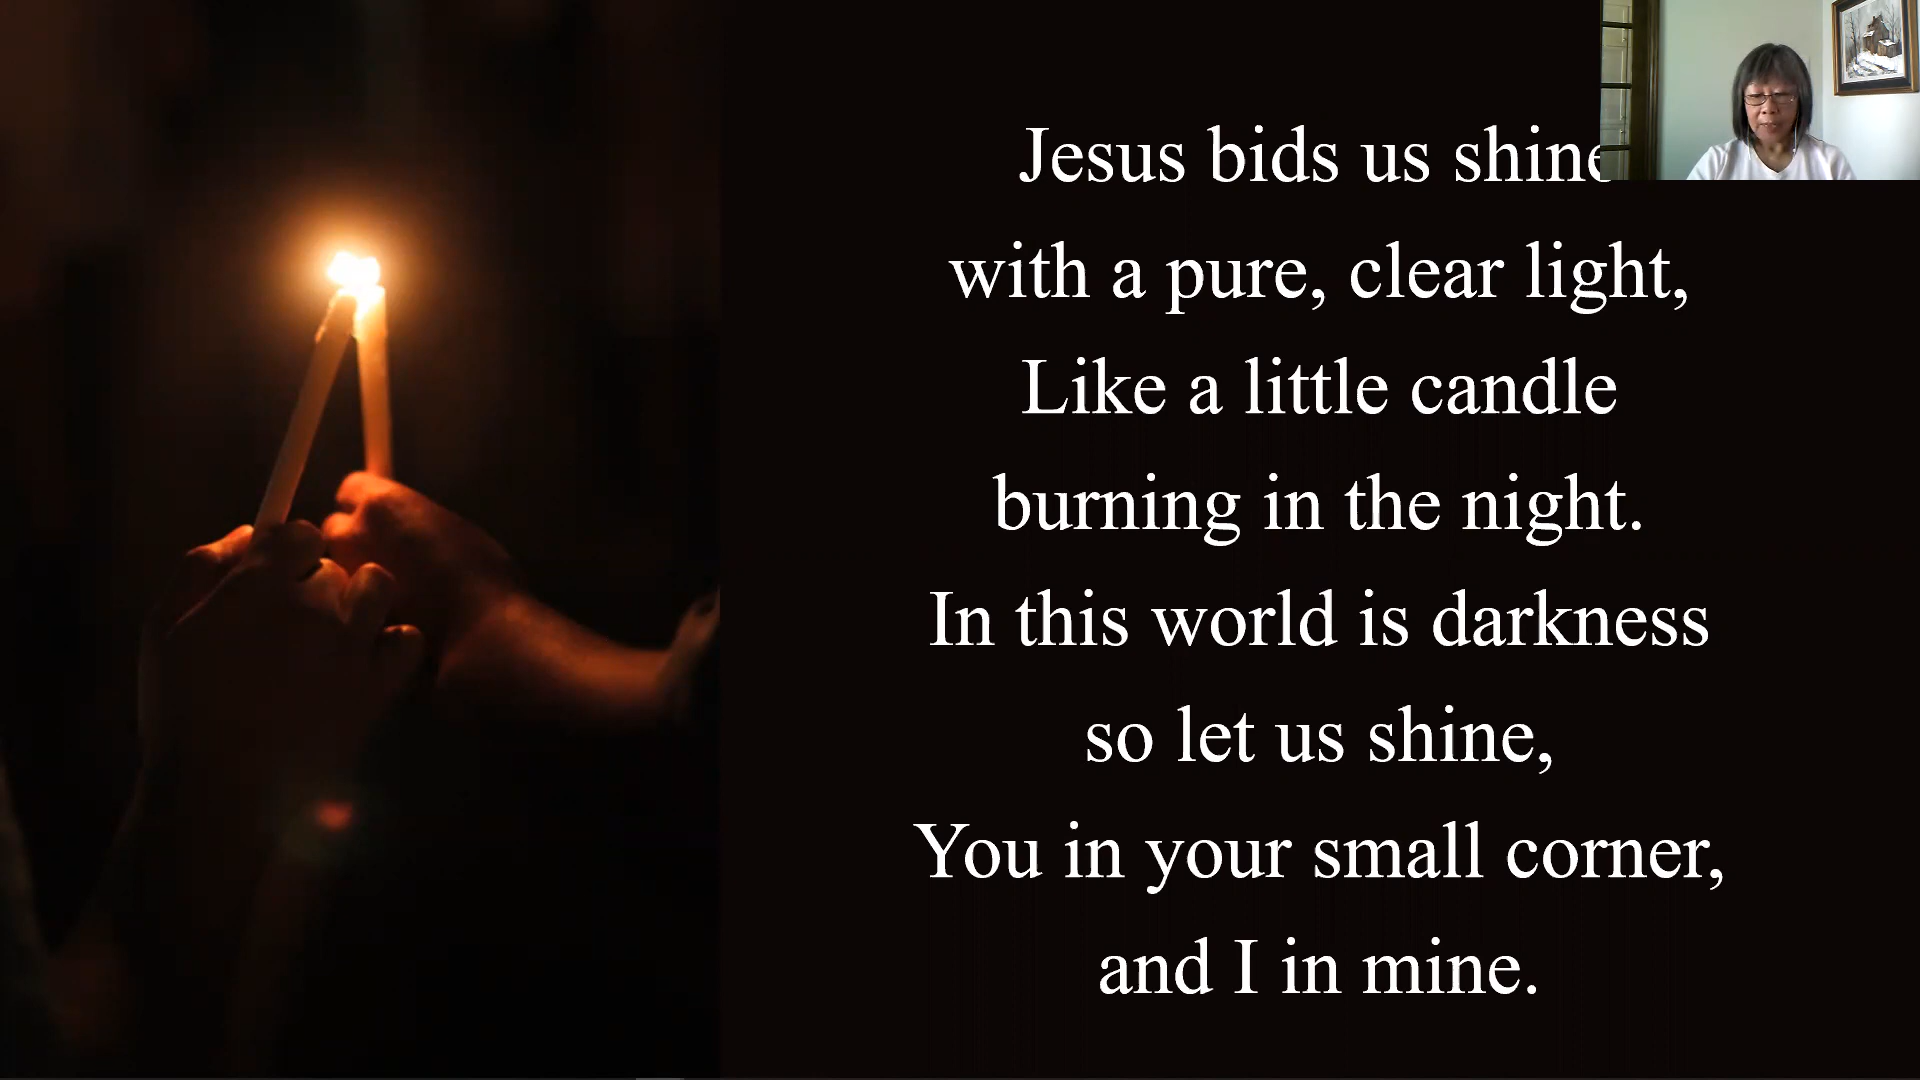 Jesus bids us shine
with a pure, clear light,
Like a little candle
burning in the night.
In this world is darkness
so let us shine,
You in your small corner,
and I in mine.